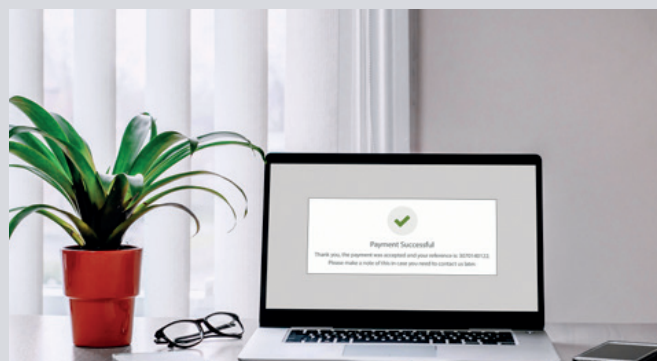 Payment Successful
Thank you, the payment was accepted and your reference is: 3070140122.
Please make a note of this in case you need to contact us later.